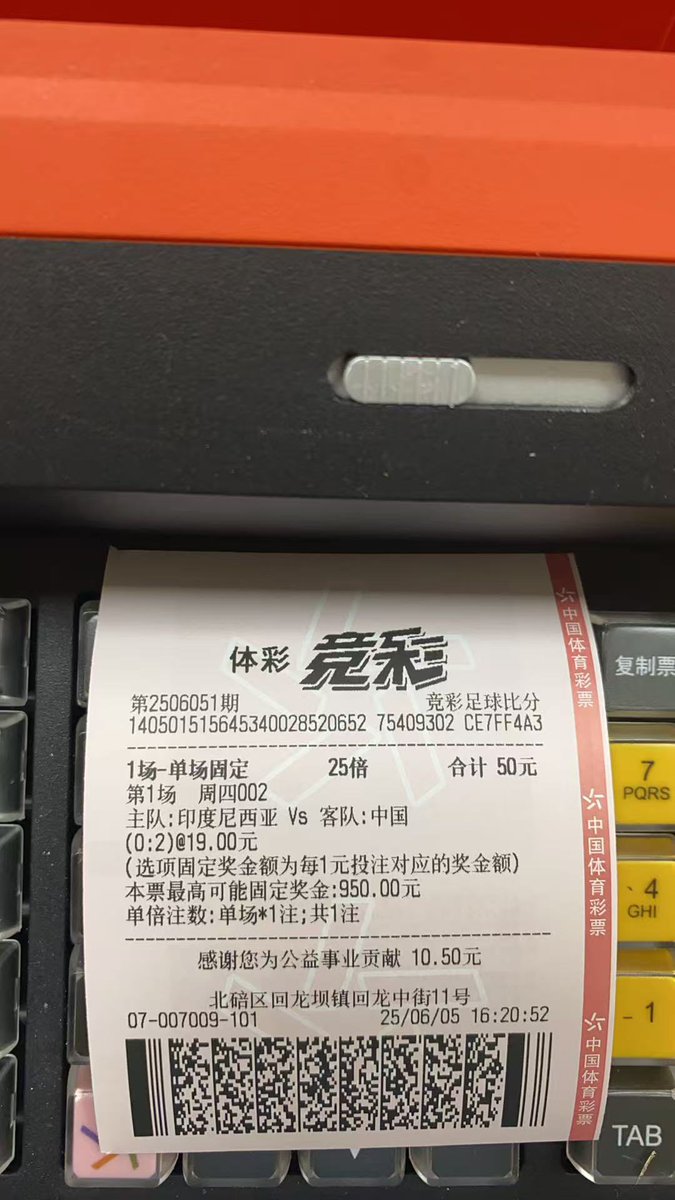 体彩 竞彩
第2506051期 竞彩足球比分
140501515645340028520652 75409302 CE7FF4A3
1场-单场固定 25倍 合计 50元
第1场 周四002
主队:印度尼西亚 Vs 客队:中国
(0:2)@19.00元
(选项固定奖金额为每1元投注对应的奖金额)
本票最高可能固定奖金:950.00元
单倍注数:单场*1注;共1注
感谢您为公益事业贡献 10.50元
北碚区回龙坝镇回龙中街11号
07-007009-101 25/06/05 16:20:52
中国体育彩票
中国体育彩票
中国体育彩票
复制票
7
PQRS
、4
GHI
-1
TAB